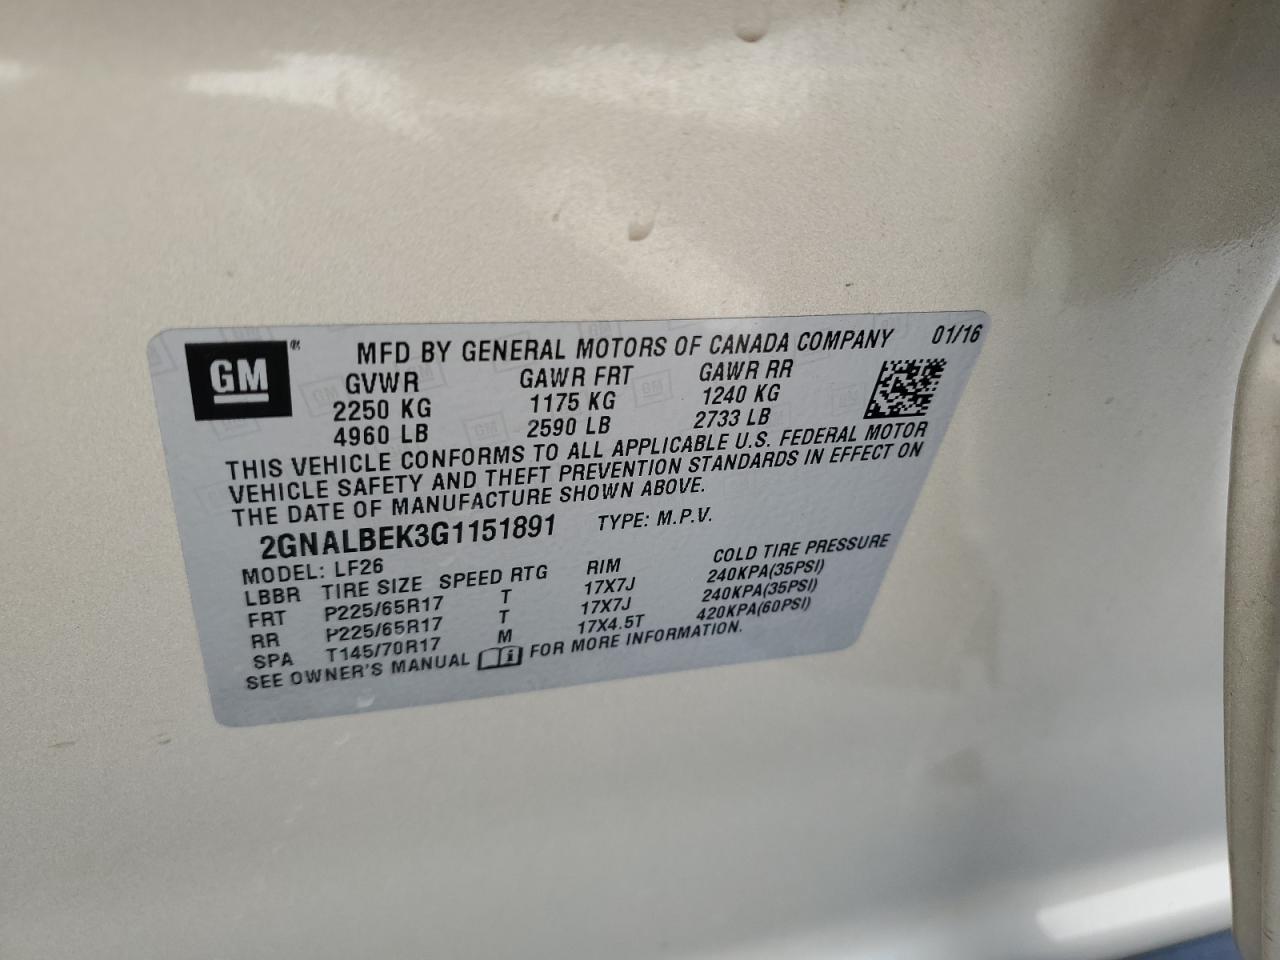 GM ® MFD BY GENERAL MOTORS OF CANADA COMPANY 01/16
GVWR GAWR FRT GAWR RR
2250 KG 1175 KG 1240 KG
4960 LB 2590 LB 2733 LB
THIS VEHICLE CONFORMS TO ALL APPLICABLE U.S. FEDERAL MOTOR
VEHICLE SAFETY AND THEFT PREVENTION STANDARDS IN EFFECT ON
THE DATE OF MANUFACTURE SHOWN ABOVE.
2GNALBEK3G1151891 TYPE: M.P.V.
MODEL: LF26
LBBR TIRE SIZE SPEED RTG RIM COLD TIRE PRESSURE
FRT P225/65R17 T 17X7J 240KPA(35PSI)
RR P225/65R17 T 17X7J 240KPA(35PSI)
SPA T145/70R17 M 17X4.5T 420KPA(60PSI)
SEE OWNER'S MANUAL i FOR MORE INFORMATION.